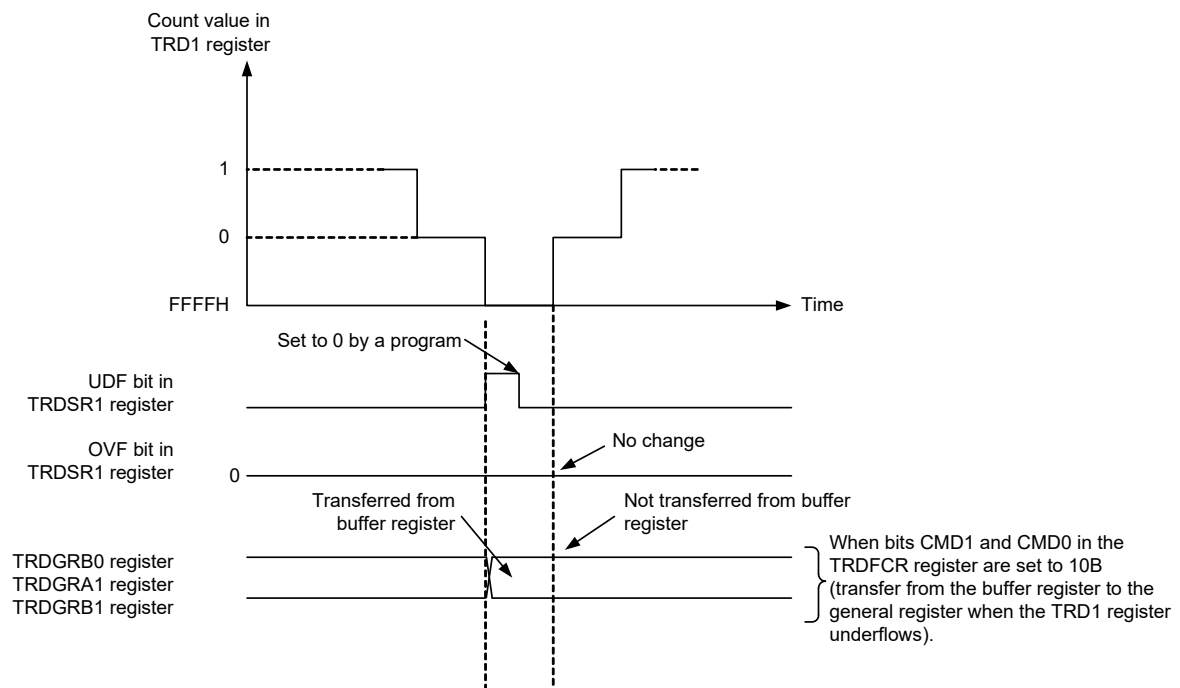 Count value in
TRD1 register
1
0
FFFFH
Time
Set to 0 by a program
UDF bit in
TRDSR1 register
OVF bit in
TRDSR1 register
0
No change
Transferred from
buffer register
Not transferred from buffer
register
TRDGRB0 register
TRDGRA1 register
TRDGRB1 register
When bits CMD1 and CMD0 in the
TRDFCR register are set to 10B
(transfer from the buffer register to the
general register when the TRD1 register
underflows).